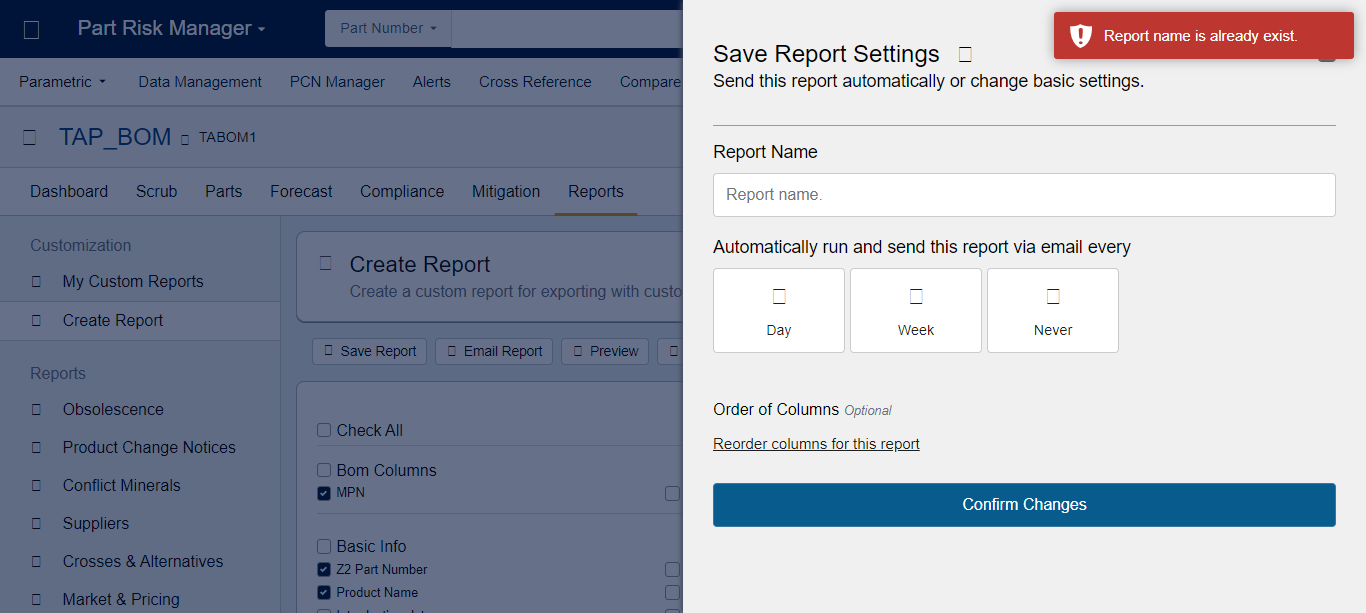 Part Risk Manager
Part Number
Report name is already exist.
Save Report Settings
Send this report automatically or change basic settings.
Parametric Data Management PCN Manager Alerts Cross Reference Compare
TAP_BOM TABOM1
Dashboard Scrub Parts Forecast Compliance Mitigation Reports
Customization
My Custom Reports
Create Report
Reports
Obsolescence
Product Change Notices
Conflict Minerals
Suppliers
Crosses & Alternatives
Market & Pricing
Create Report
Create a custom report for exporting with custo
Save Report Email Report Preview
Check All
Bom Columns
MPN
Basic Info
Z2 Part Number
Product Name
Report Name
Report name.
Automatically run and send this report via email every
Day Week Never
Order of Columns Optional
Reorder columns for this report
Confirm Changes